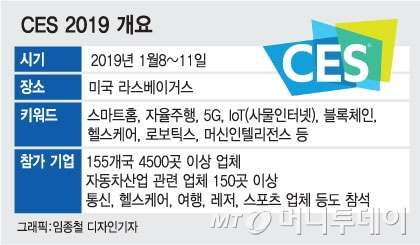 CES 2019 개요
CES
시기 2019년 1월8~11일
장소 미국 라스베이거스
키워드 스마트홈, 자율주행, 5G, IoT(사물인터넷), 블록체인,
헬스케어, 로보틱스, 머신인텔리전스 등
참가 기업 155개국 4500곳 이상 업체
자동차산업 관련 업체 150곳 이상
통신, 헬스케어, 여행, 레저, 스포츠 업체 등도 참석
그래픽:임종철 디자인기자
MT 머니투데이